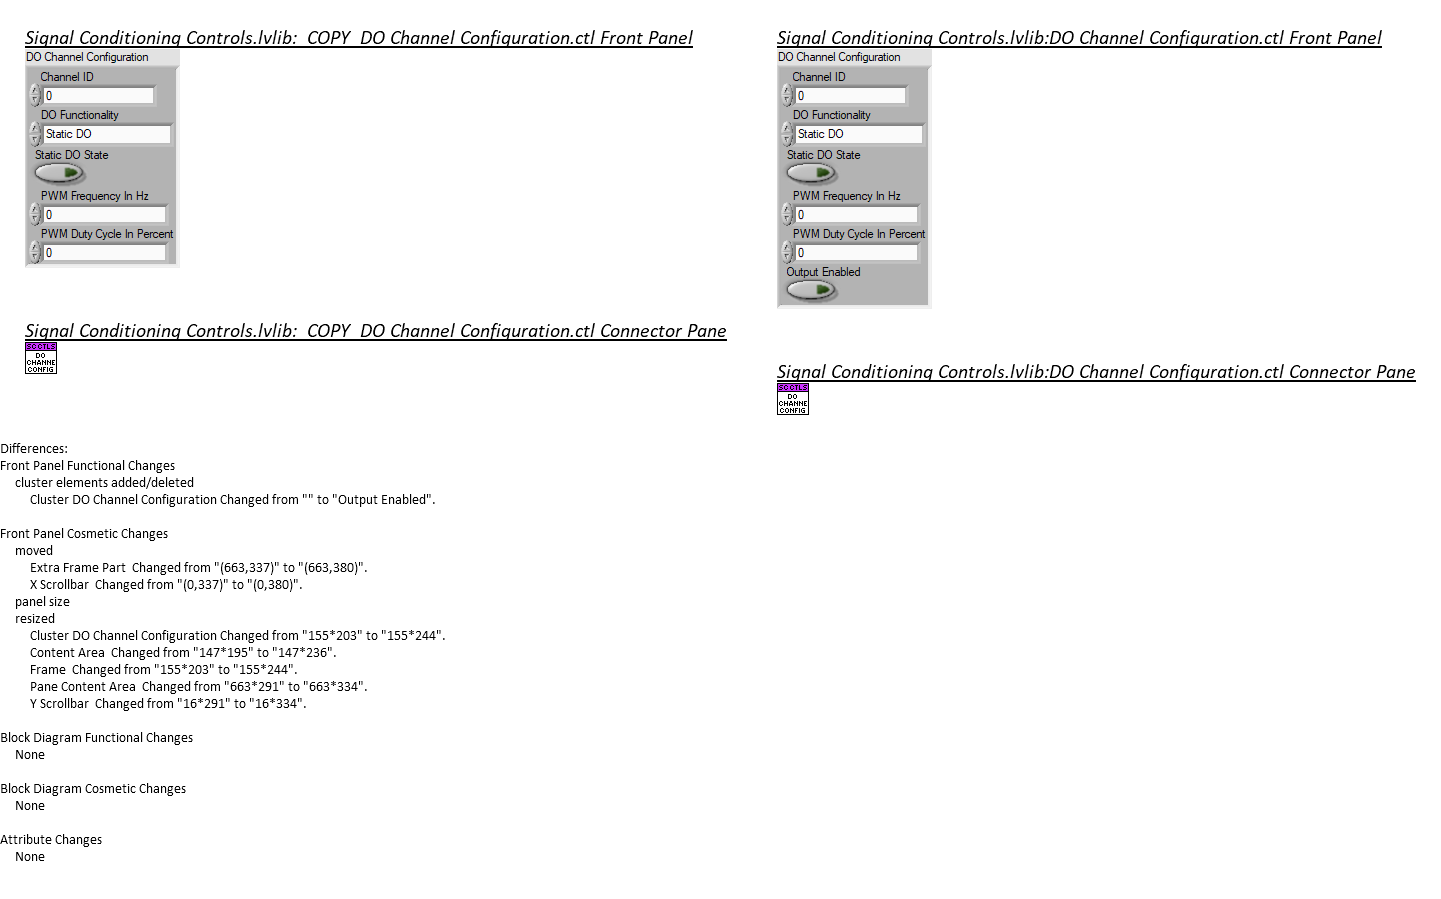 Signal Conditioning Controls.lvlib:  COPY  DO Channel Configuration.ctl Front Panel
DO Channel Configuration
Channel ID
0
DO Functionality
Static DO
Static DO State
PWM Frequency In Hz
0
PWM Duty Cycle In Percent
0
Signal Conditioning Controls.lvlib:  COPY  DO Channel Configuration.ctl Connector Pane
SC CTLS
DO
CHANNE
CONFIG
Signal Conditioning Controls.lvlib:DO Channel Configuration.ctl Front Panel
DO Channel Configuration
Channel ID
0
DO Functionality
Static DO
Static DO State
PWM Frequency In Hz
0
PWM Duty Cycle In Percent
0
Output Enabled
Signal Conditioning Controls.lvlib:DO Channel Configuration.ctl Connector Pane
SC CTLS
DO
CHANNE
CONFIG
Differences:
Front Panel Functional Changes
cluster elements added/deleted
Cluster DO Channel Configuration Changed from "" to "Output Enabled".
Front Panel Cosmetic Changes
moved
Extra Frame Part  Changed from "(663,337)" to "(663,380)".
X Scrollbar  Changed from "(0,337)" to "(0,380)".
panel size
resized
Cluster DO Channel Configuration Changed from "155*203" to "155*244".
Content Area  Changed from "147*195" to "147*236".
Frame  Changed from "155*203" to "155*244".
Pane Content Area  Changed from "663*291" to "663*334".
Y Scrollbar  Changed from "16*291" to "16*334".
Block Diagram Functional Changes
None
Block Diagram Cosmetic Changes
None
Attribute Changes
None